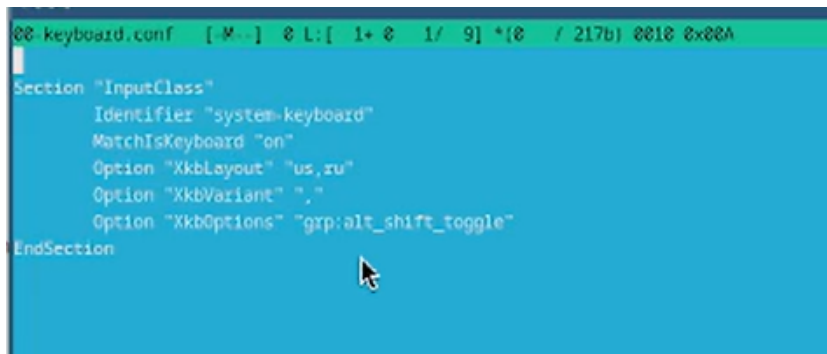 00-keyboard.conf [-M--] 0 L:[ 1+ 0 1/ 9] *(0 / 217b) 0010 0x00A
Section "InputClass"
Identifier "system-keyboard"
MatchIsKeyboard "on"
Option "XkbLayout" "us,ru"
Option "XkbVariant" ","
Option "XkbOptions" "grp:alt_shift_toggle"
EndSection